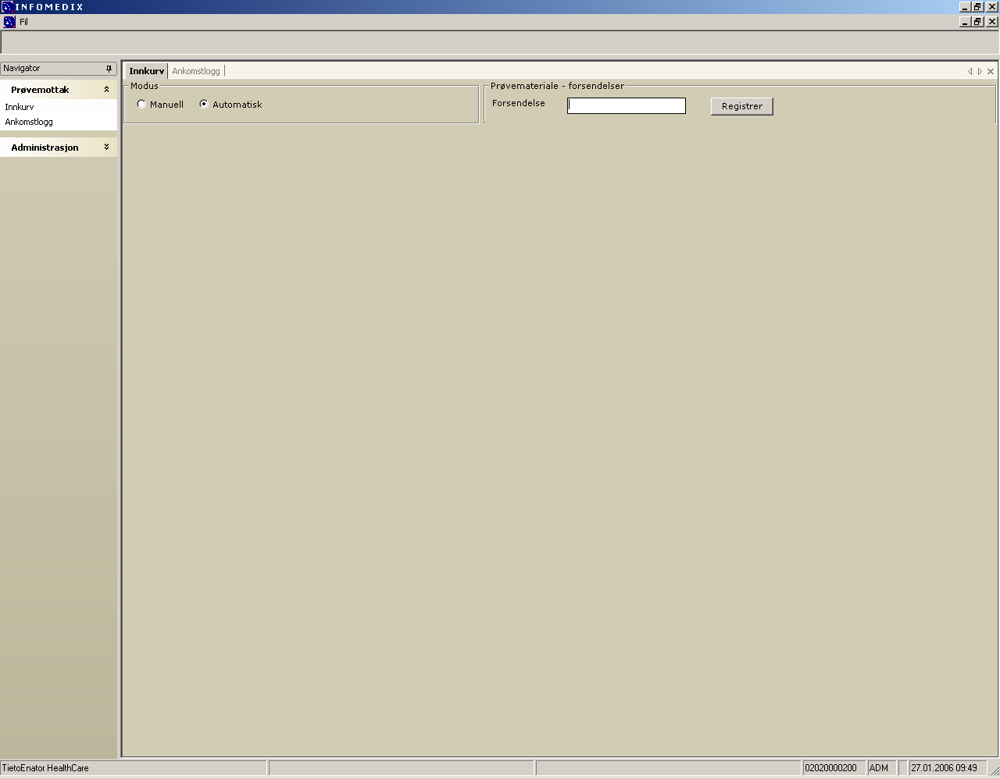 INFOMEDIX
Fil
Navigator
Prøvemottak
Innkurv
Ankomstlogg
Administrasjon
Innkurv Ankomstlogg
Modus
Manuell Automatisk
Prøvemateriale - forsendelser
Forsendelse Registrer
TietoEnator HealthCare 02020000200 ADM 27.01.2006 09:49